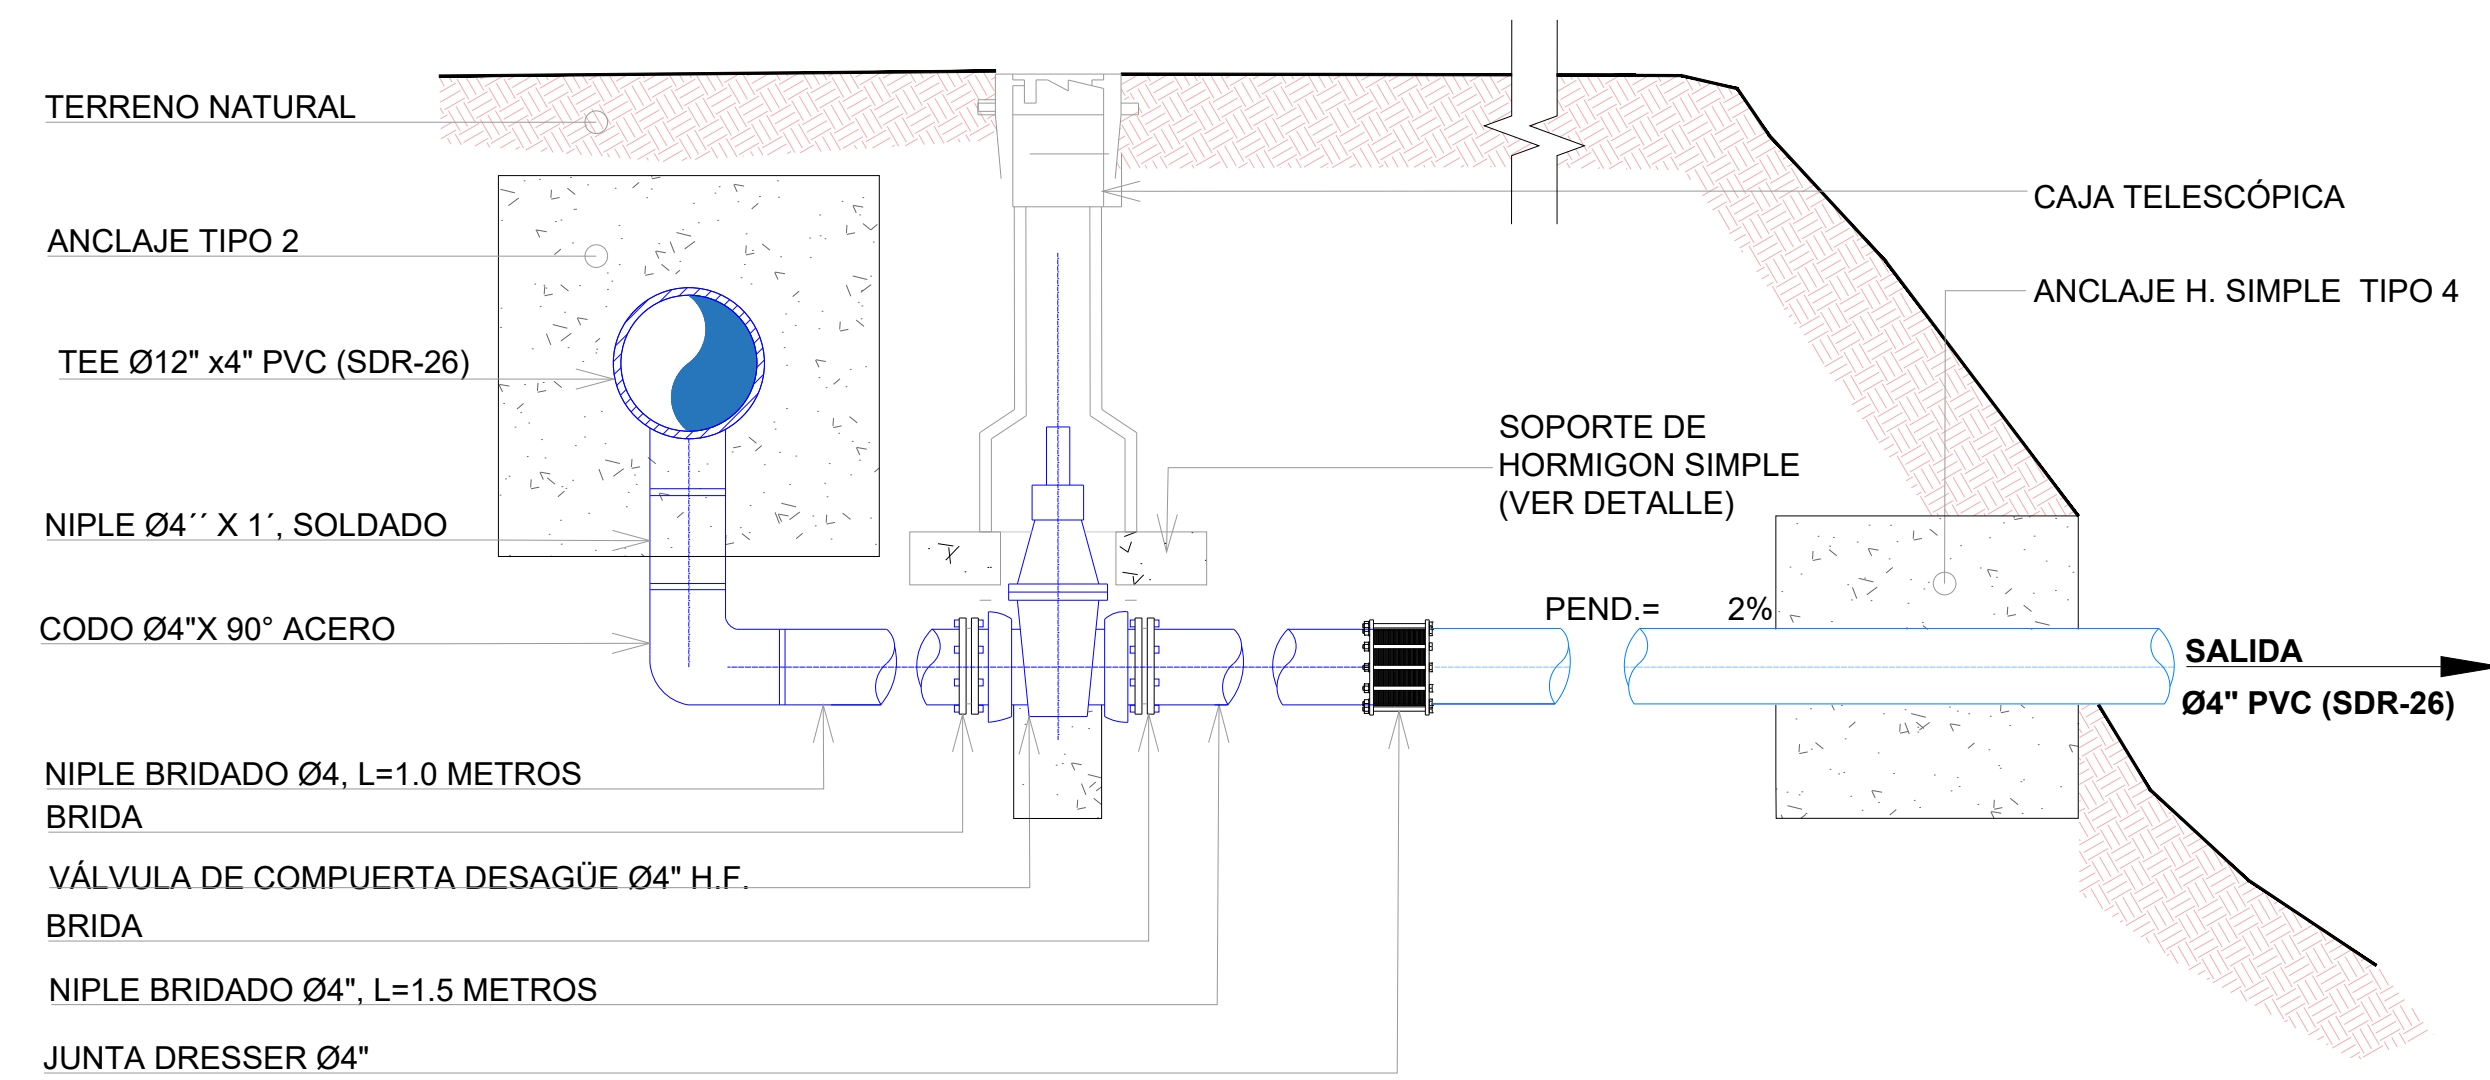 TERRENO NATURAL
ANCLAJE TIPO 2
TEE Ø12" x4" PVC (SDR-26)
NIPLE Ø4´´ X 1´, SOLDADO
CODO Ø4"X 90° ACERO
NIPLE BRIDADO Ø4, L=1.0 METROS
BRIDA
VÁLVULA DE COMPUERTA DESAGÜE Ø4" H.F.
BRIDA
NIPLE BRIDADO Ø4", L=1.5 METROS
JUNTA DRESSER Ø4"
CAJA TELESCÓPICA
ANCLAJE H. SIMPLE TIPO 4
SOPORTE DE
HORMIGON SIMPLE
(VER DETALLE)
PEND.= 2%
SALIDA
Ø4" PVC (SDR-26)